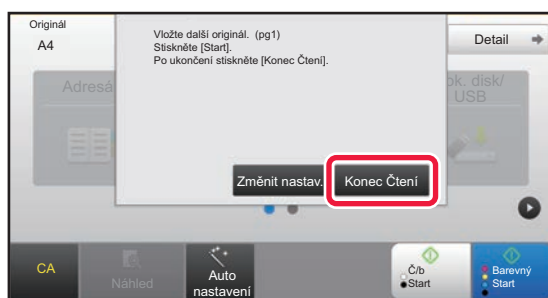 Originál
A4
Vložte další originál. (pg1)
Stiskněte [Start].
Po ukončení stiskněte [Konec Čtení].
Detail
Adresá
ok. disk/
USB
Změnit nastav.
Konec Čtení
CA
Náhled
Auto
nastavení
Č/b
Start
Barevný
Start